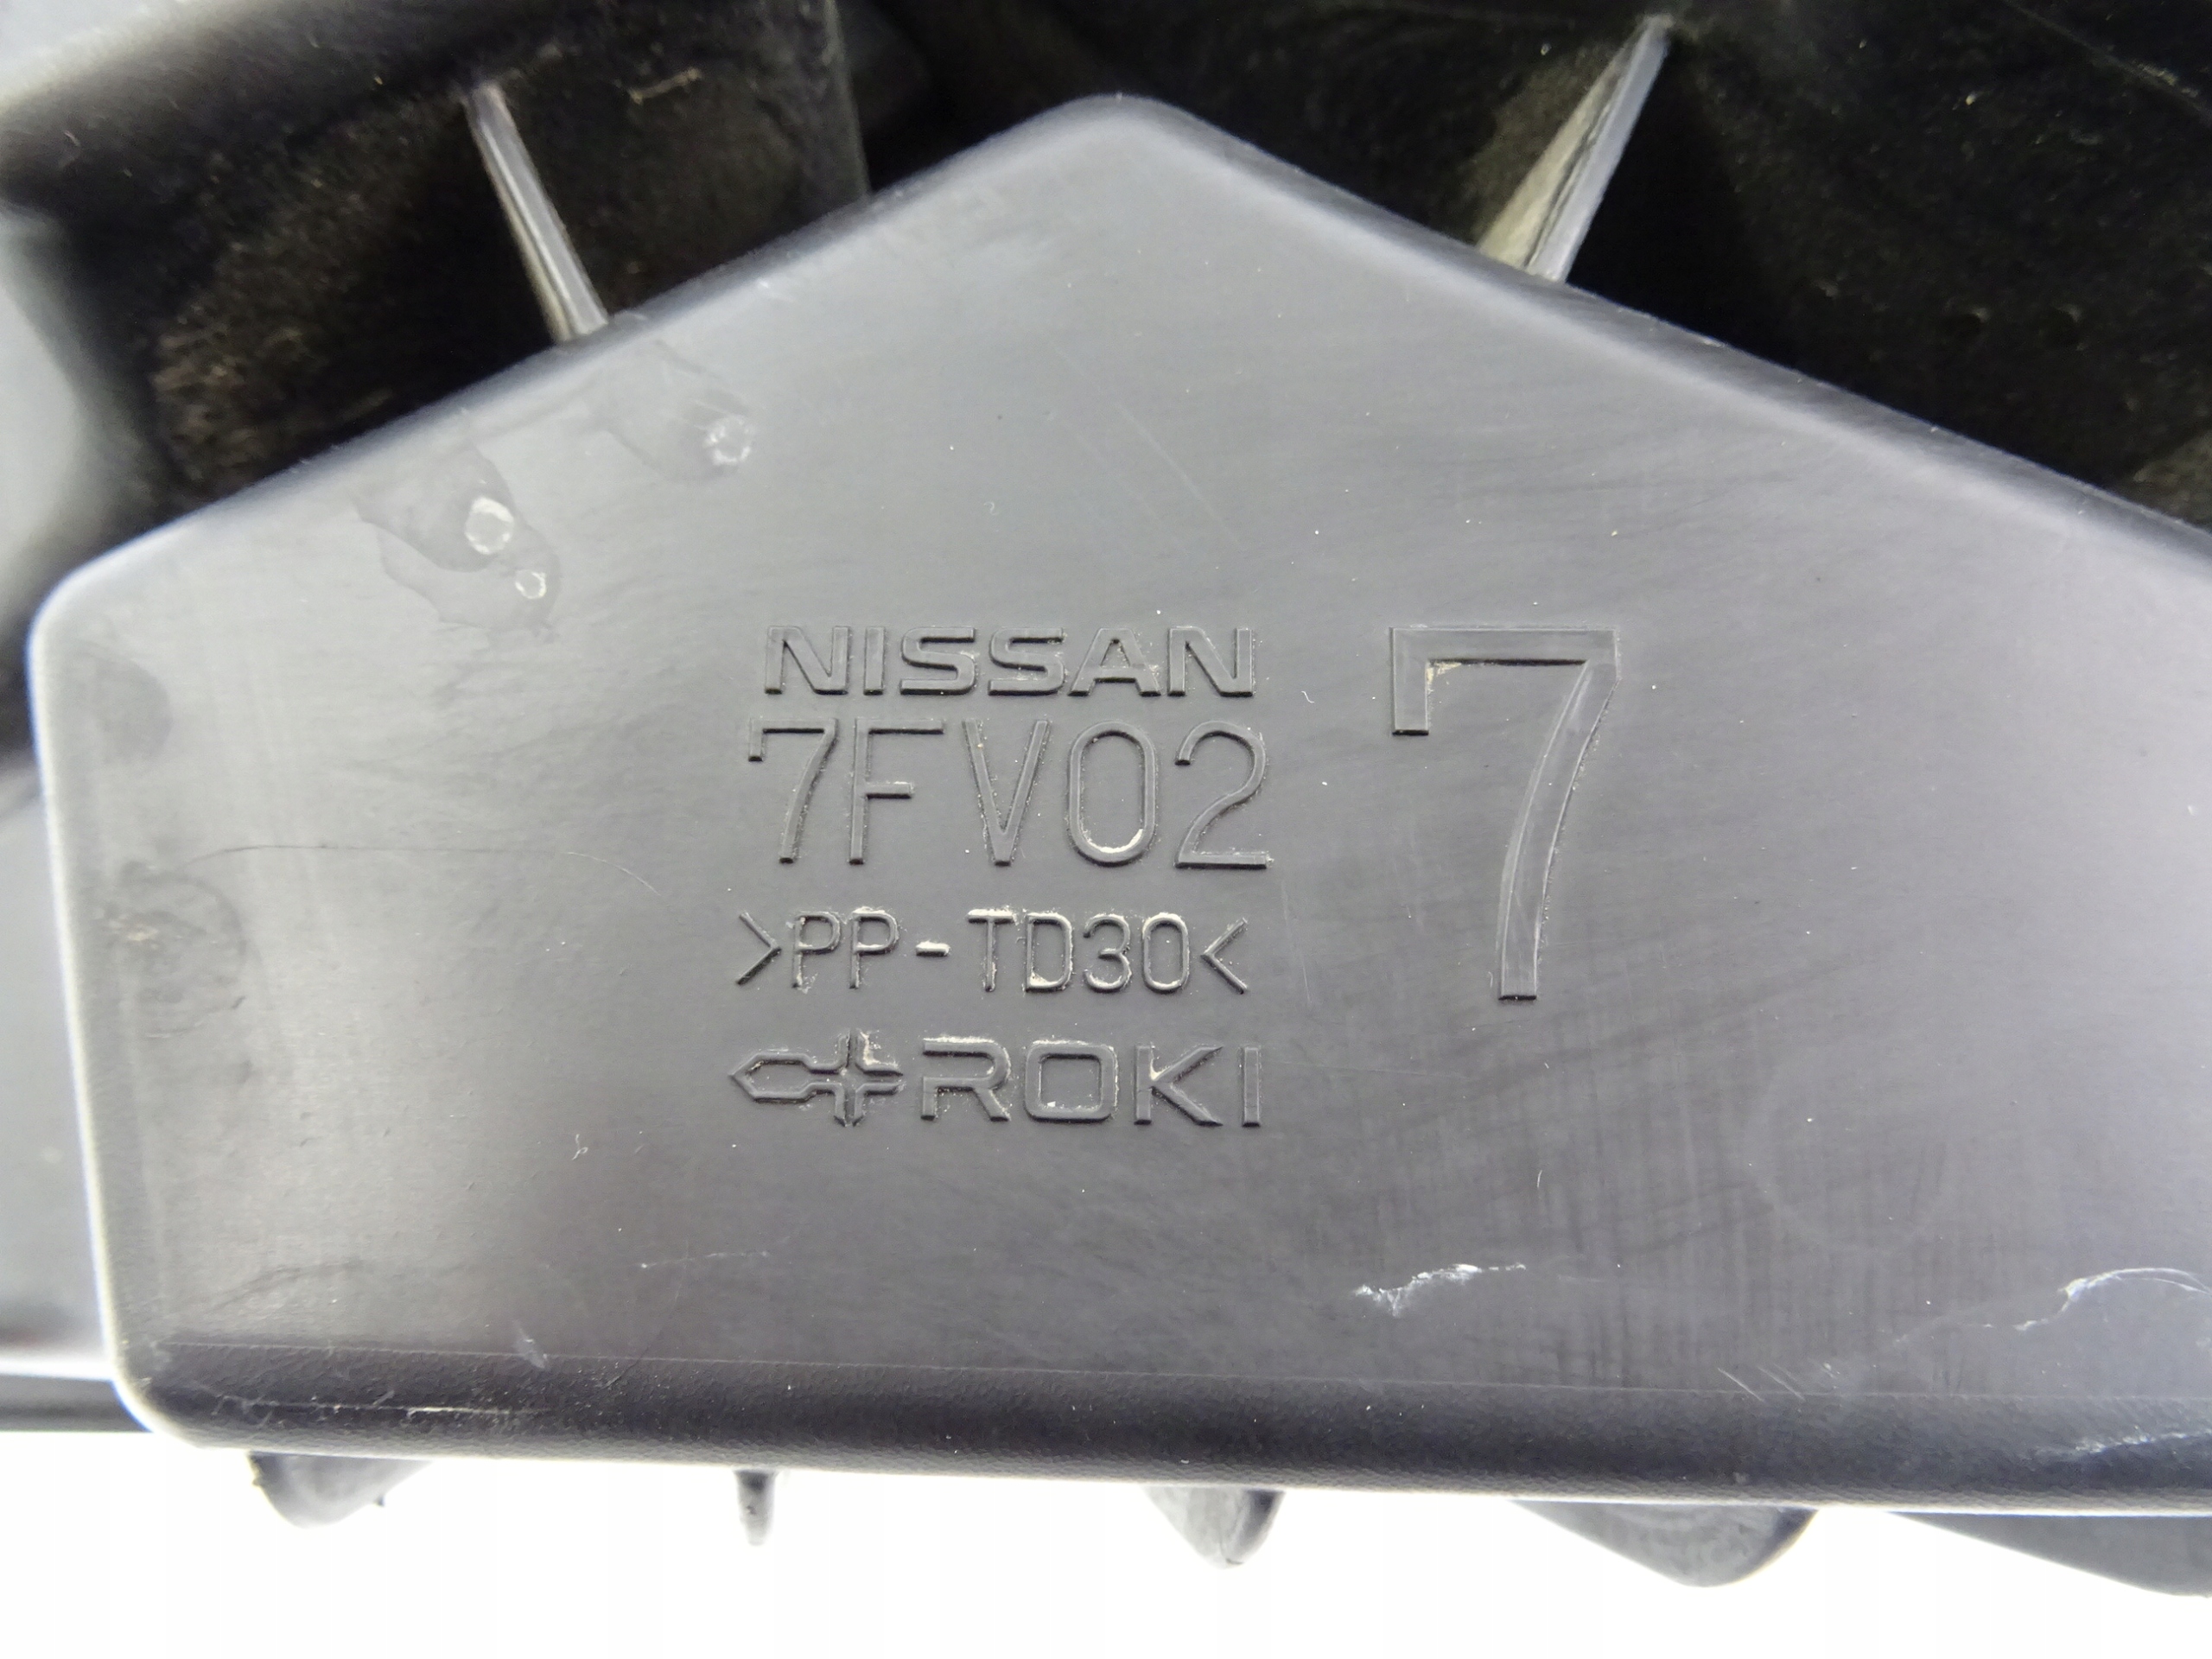 NISSAN
7FV02
>PP-TD30<
ROKI
7